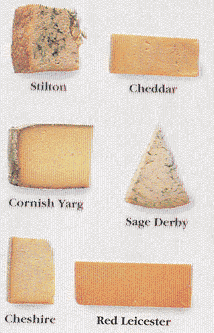 Stilton
Cheddar
Cornish Yarg
Sage Derby
Cheshire
Red Leicester